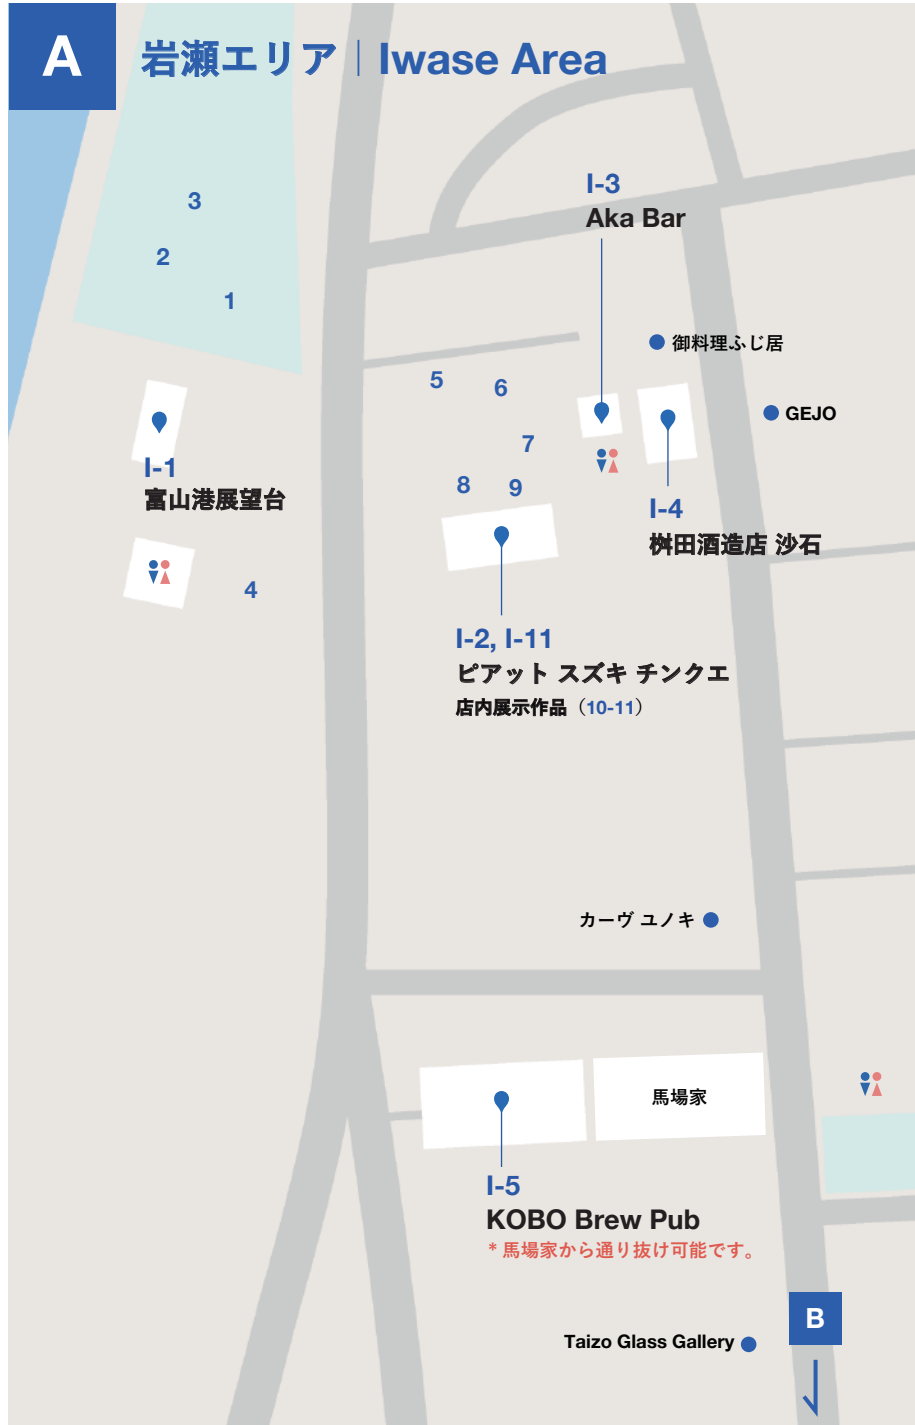 A
岩瀬エリア｜Iwase Area
3
2
1
I-3
Aka Bar
御料理ふじ居
5
6
GEJO
7
8
9
I-1
富山港展望台
I-4
桝田酒造店 沙石
4
I-2, I-11
ピアット スズキ チンクエ
店内展示作品（10-11）
カーヴ ユノキ
馬場家
I-5
KOBO Brew Pub
* 馬場家から通り抜け可能です。
B
Taizo Glass Gallery